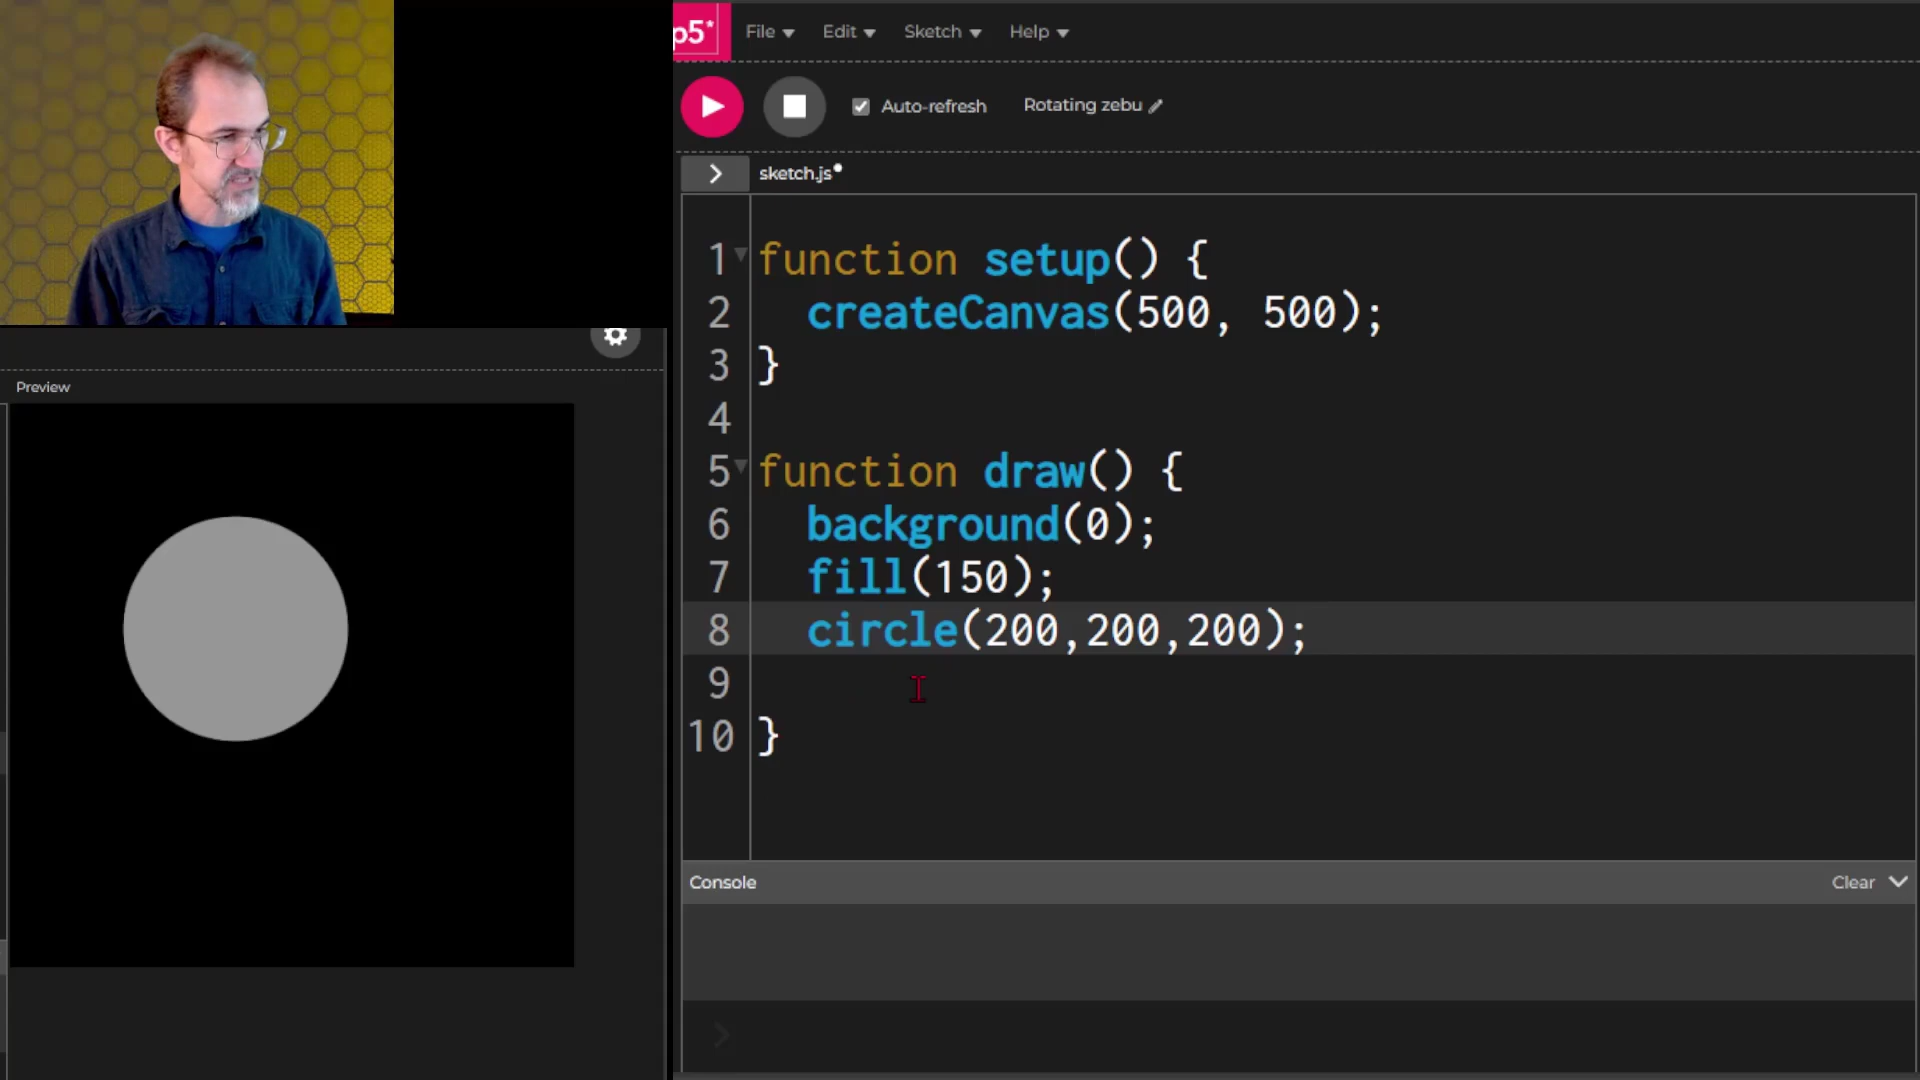 p5*
File Edit Sketch Help
Auto-refresh Rotating zebu
sketch.js
Preview
1 function setup() {
2 createCanvas(500, 500);
3 }
4
5 function draw() {
6 background(0);
7 fill(150);
8 circle(200,200,200);
9
10 }
Console Clear